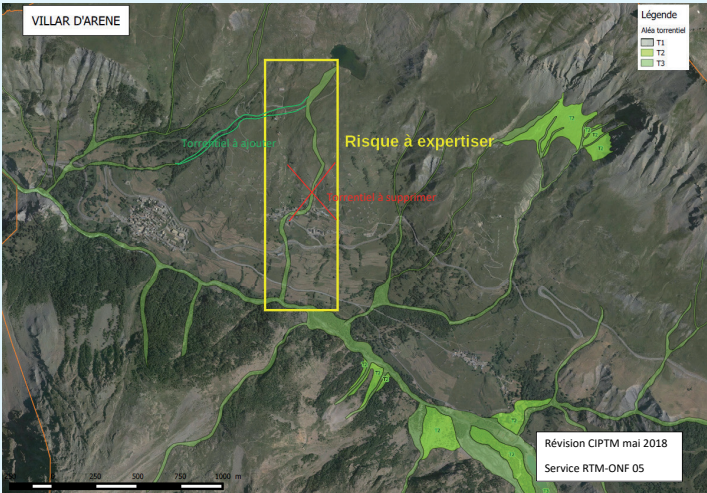 VILLAR D'ARENE
Légende
Aléa torrentiel
T1
T2
T3
Torrentiel à ajouter
Risque à expertiser
Torrentiel à supprimer
Révision CIPTM mai 2018
Service RTM-ONF 05
250 500 750 1000 m